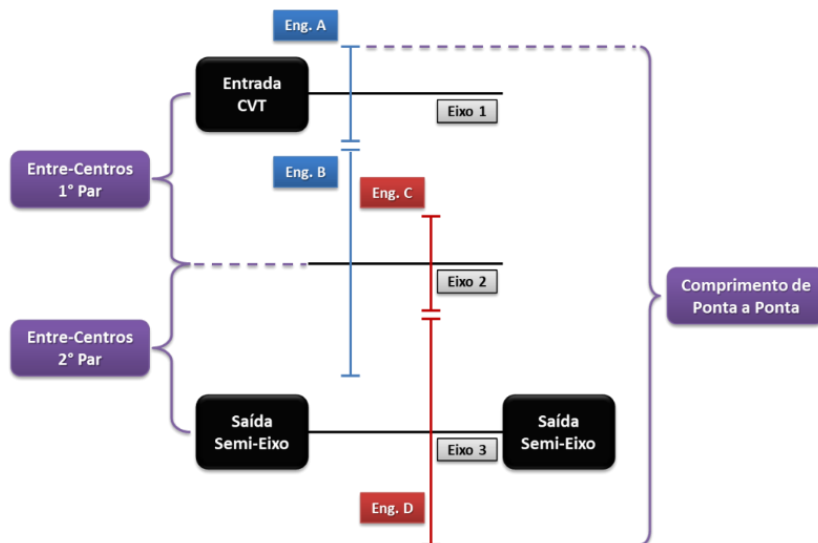 Eng. A
Entrada
CVT
Eixo 1
Entre-Centros
1° Par
Eng. B
Eng. C
Eixo 2
Comprimento de
Ponta a Ponta
Entre-Centros
2° Par
Saída
Semi-Eixo
Saída
Semi-Eixo
Eixo 3
Eng. D